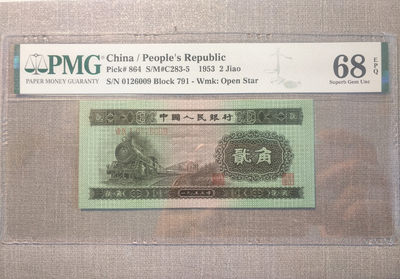 PMG
PAPER MONEY GUARANTY
China / People's Republic
Pick# 864 S/M#C283-5 1953 2 Jiao
S/N 0126009 Block 791 - Wmk: Open Star
68
EPQ
Superb Gem Unc
中國人民銀行
貳角